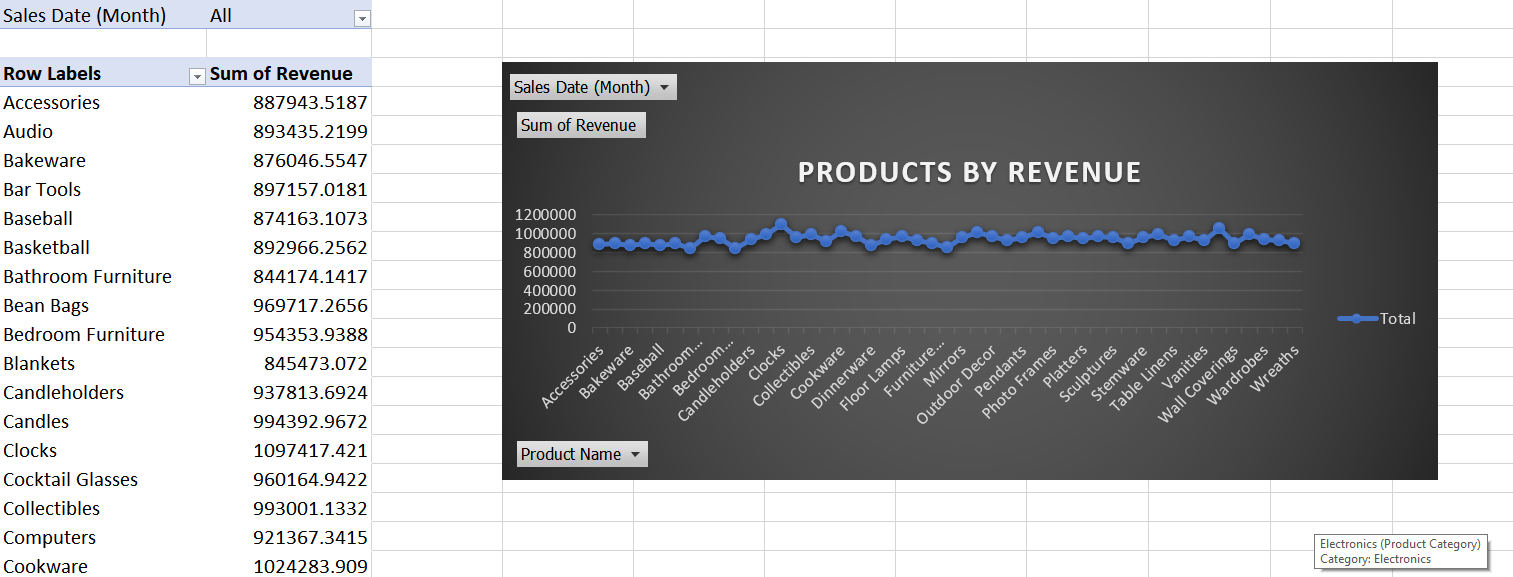 Sales Date (Month) All
Row Labels Sum of Revenue
Accessories 887943.5187
Audio 893435.2199
Bakeware 876046.5547
Bar Tools 897157.0181
Baseball 874163.1073
Basketball 892966.2562
Bathroom Furniture 844174.1417
Bean Bags 969717.2656
Bedroom Furniture 954353.9388
Blankets 845473.072
Candleholders 937813.6924
Candles 994392.9672
Clocks 1097417.421
Cocktail Glasses 960164.9422
Collectibles 993001.1332
Computers 921367.3415
Cookware 1024283.909
Sales Date (Month)
Sum of Revenue
PRODUCTS BY REVENUE
1200000
1000000
800000
600000
400000
200000
0
Accessories
Bakeware
Baseball
Bathroom...
Bedroom...
Candleholders
Clocks
Collectibles
Cookware
Dinnerware
Floor Lamps
Furniture...
Mirrors
Outdoor Decor
Pendants
Photo Frames
Platters
Sculptures
Stemware
Table Linens
Vanities
Wall Coverings
Wardrobes
Wreaths
Total
Product Name
Electronics (Product Category)
Category: Electronics